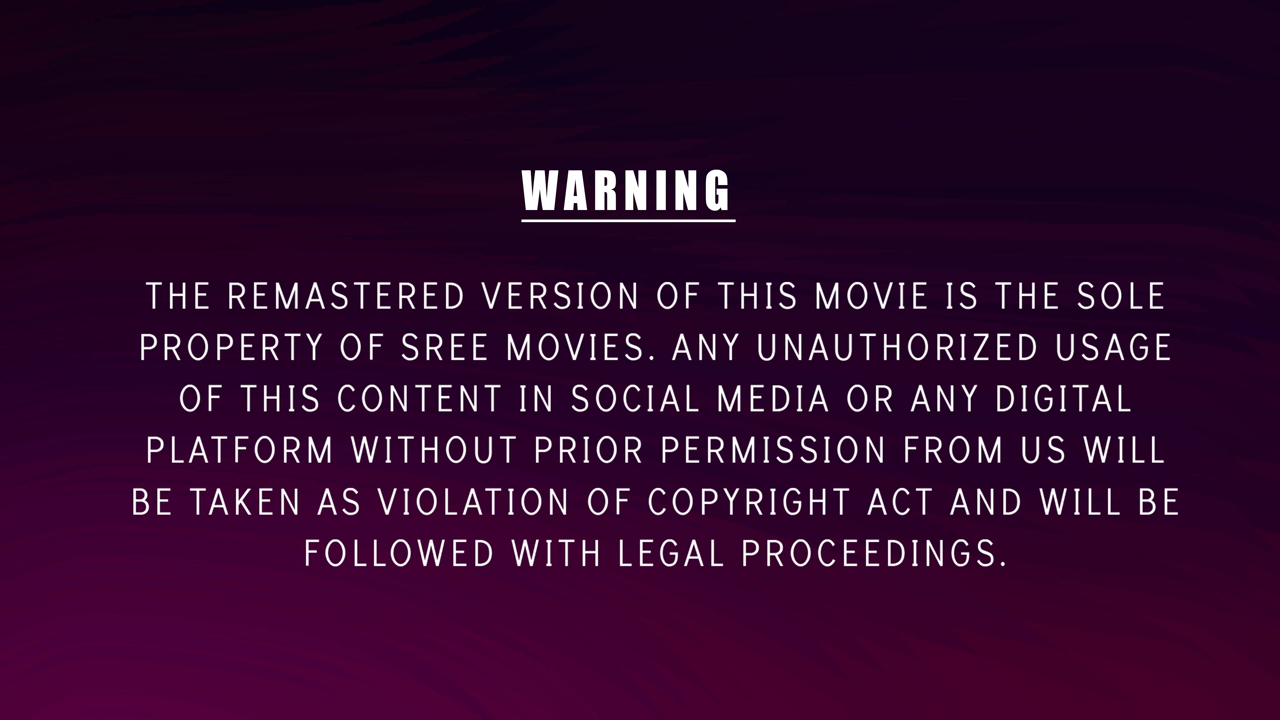 WARNING
THE REMASTERED VERSION OF THIS MOVIE IS THE SOLE
PROPERTY OF SREE MOVIES. ANY UNAUTHORIZED USAGE
OF THIS CONTENT IN SOCIAL MEDIA OR ANY DIGITAL
PLATFORM WITHOUT PRIOR PERMISSION FROM US WILL
BE TAKEN AS VIOLATION OF COPYRIGHT ACT AND WILL BE
FOLLOWED WITH LEGAL PROCEEDINGS.